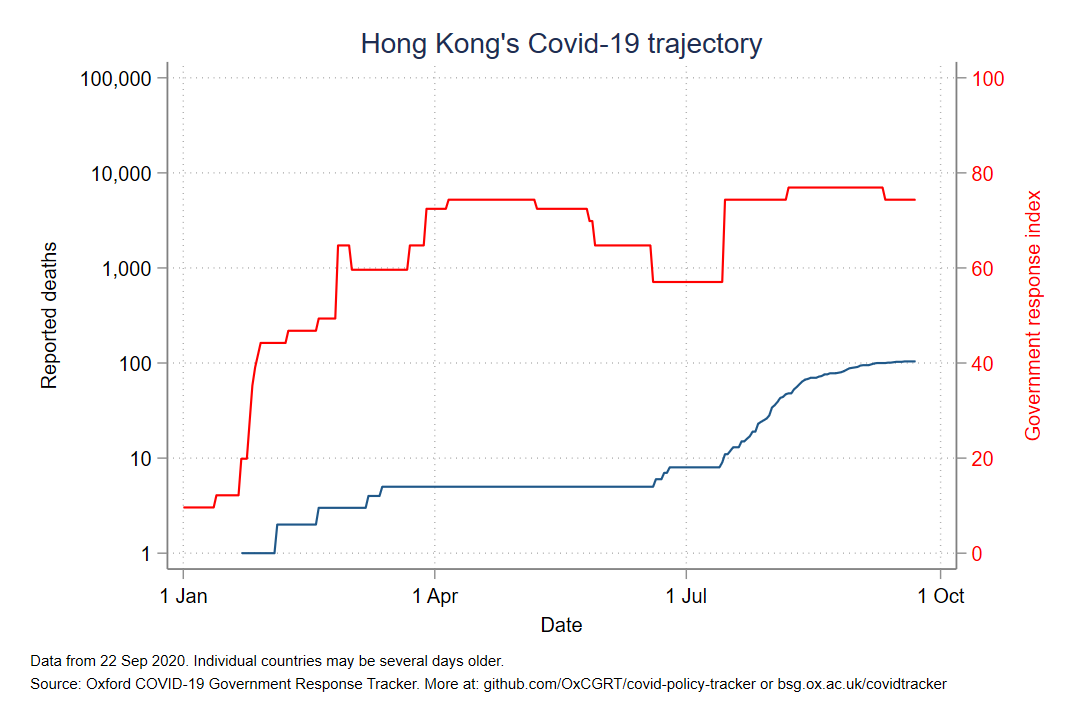 Hong Kong's Covid-19 trajectory
100,000
10,000
1,000
100
10
1
Reported deaths
100
80
60
40
20
0
Government response index
1 Jan
1 Apr
1 Jul
1 Oct
Date
Data from 22 Sep 2020. Individual countries may be several days older.
Source: Oxford COVID-19 Government Response Tracker. More at: github.com/OxCGRT/covid-policy-tracker or bsg.ox.ac.uk/covidtracker